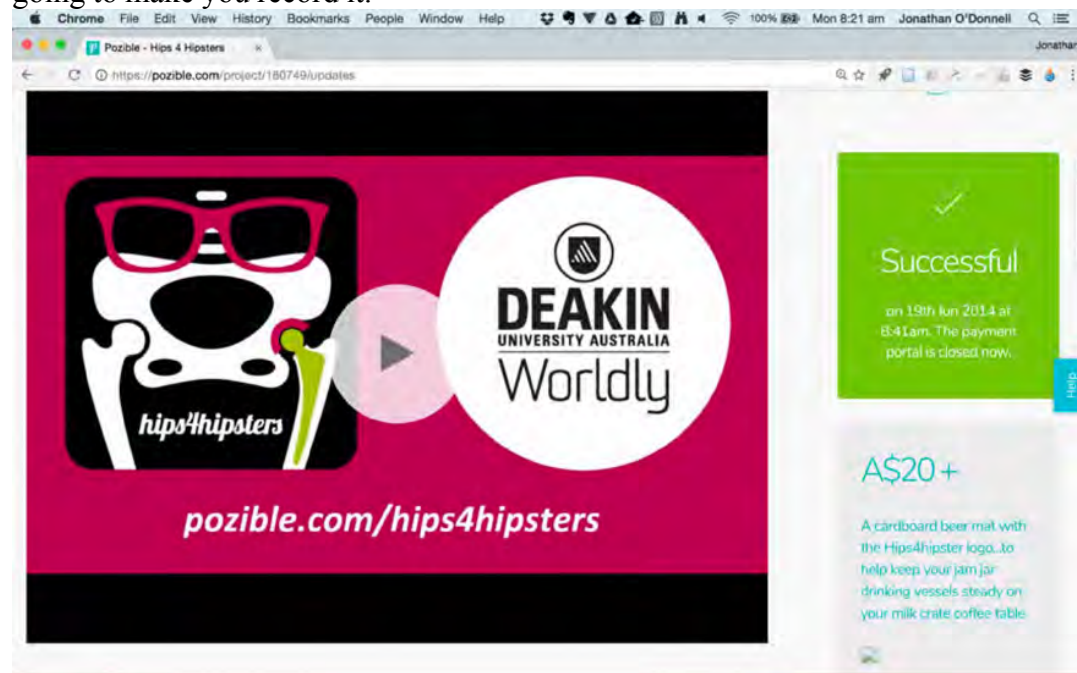 going to make you record it.
Chrome File Edit View History Bookmarks People Window Help 100% Mon 8:21 am Jonathan O'Donnell
Pozible - Hips 4 Hipsters × Jonathan
https://pozible.com/project/180749/updates
DEAKIN
UNIVERSITY AUSTRALIA
Worldly
hips4hipsters
pozible.com/hips4hipsters
Successful
on 19th Jun 2014 at
8:41am. The payment
portal is closed now.
Help
A$20 +
A cardboard beer mat with
the Hips4hipster logo...to
help keep your jam jar
drinking vessels steady on
your milk crate coffee table